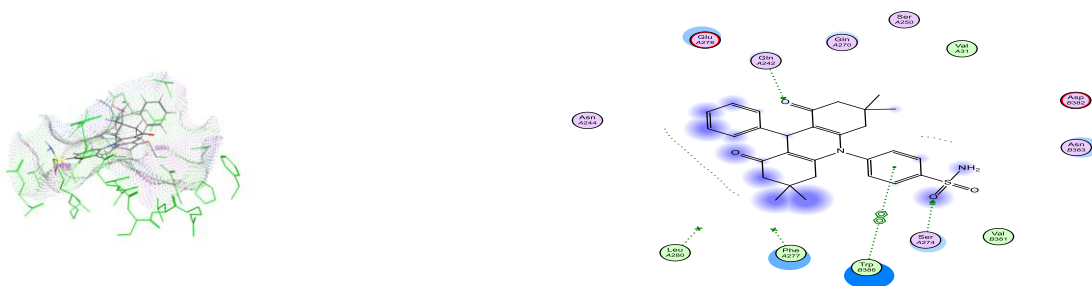 Ser
A250
Glu
A278
Gln
A270
Val
A31
Gln
A242
Asp
B382
O
Asn
A244
Asn
B383
O
N
NH2
S
O
O
Ser
A274
Val
B381
Leu
A280
Phe
A277
Trp
B386